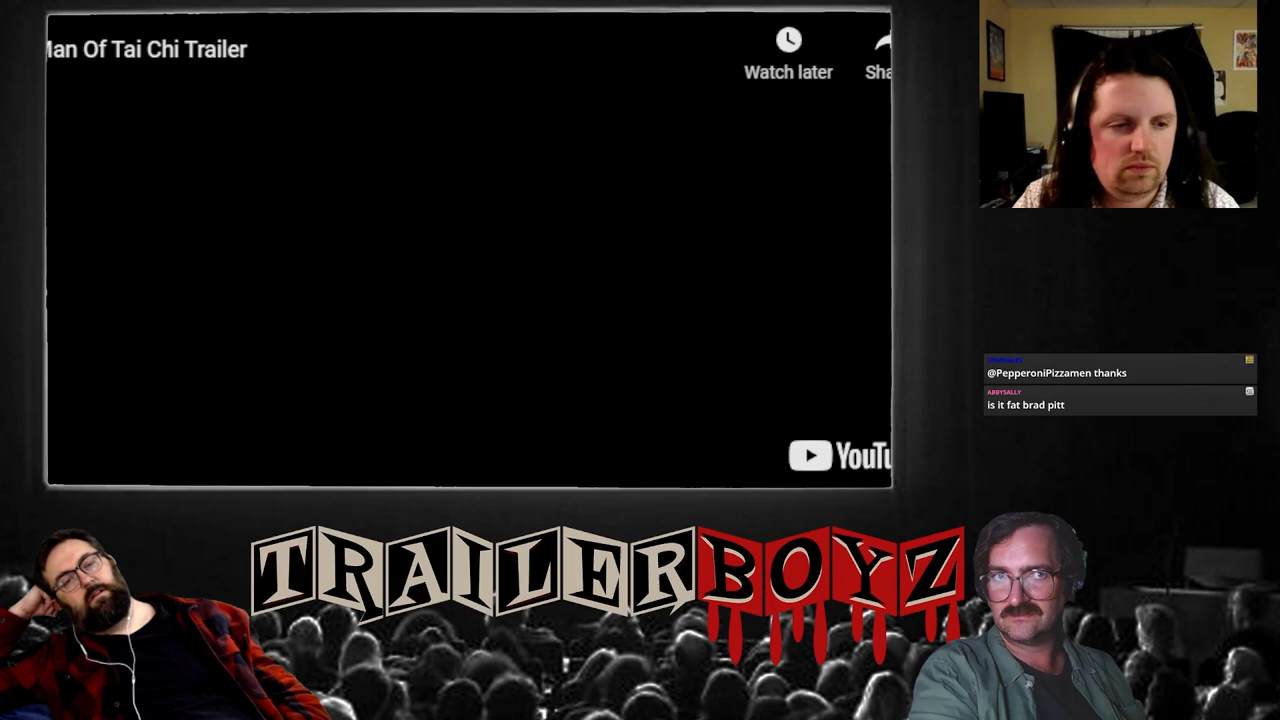 Man Of Tai Chi Trailer
Watch later
Sha
YouTu
@PepperoniPizzamen thanks
ABBYSALLY
is it fat brad pitt
TRAILERBOYZ